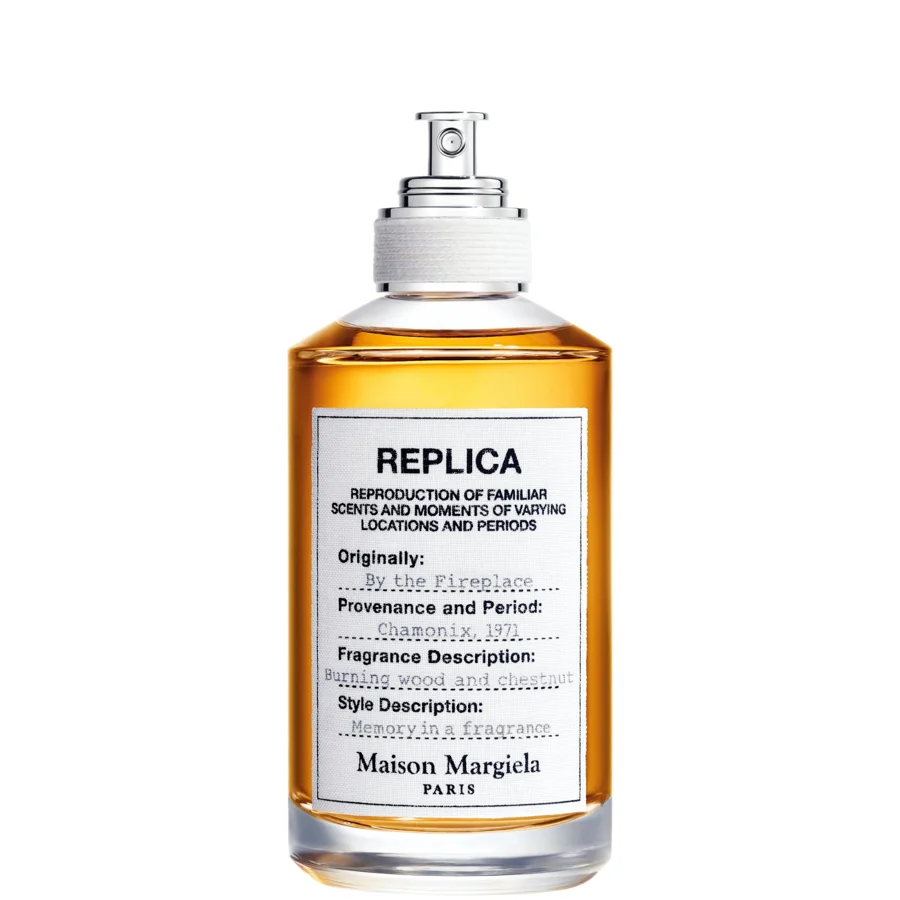 REPLICA
REPRODUCTION OF FAMILIAR
SCENTS AND MOMENTS OF VARYING
LOCATIONS AND PERIODS
Originally:
By the Fireplace
Provenance and Period:
Chamonix, 1971
Fragrance Description:
Burning wood and chestnut
Style Description:
Memory in a fragrance
Maison Margiela
PARIS